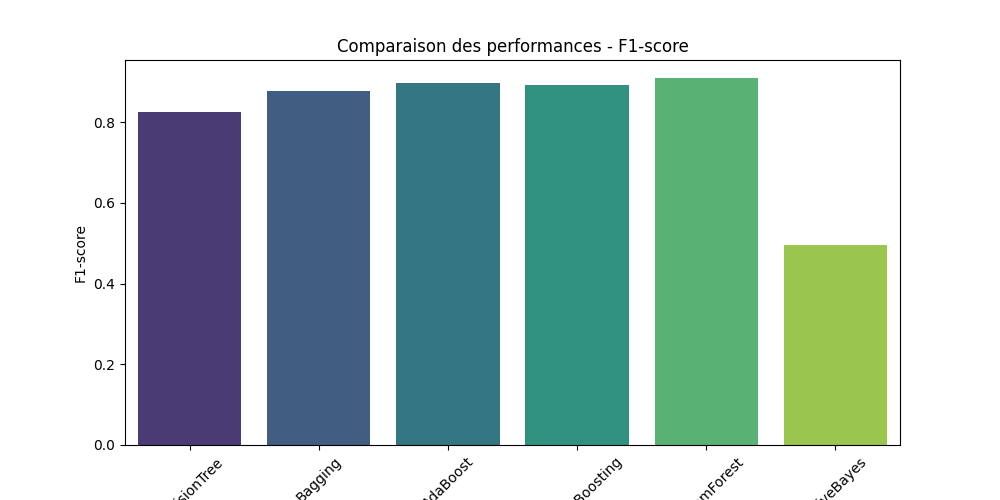 Comparaison des performances - F1-score
F1-score
0.8
0.6
0.4
0.2
0.0
isionTree
Bagging
AdaBoost
Boosting
mForest
iveBayes